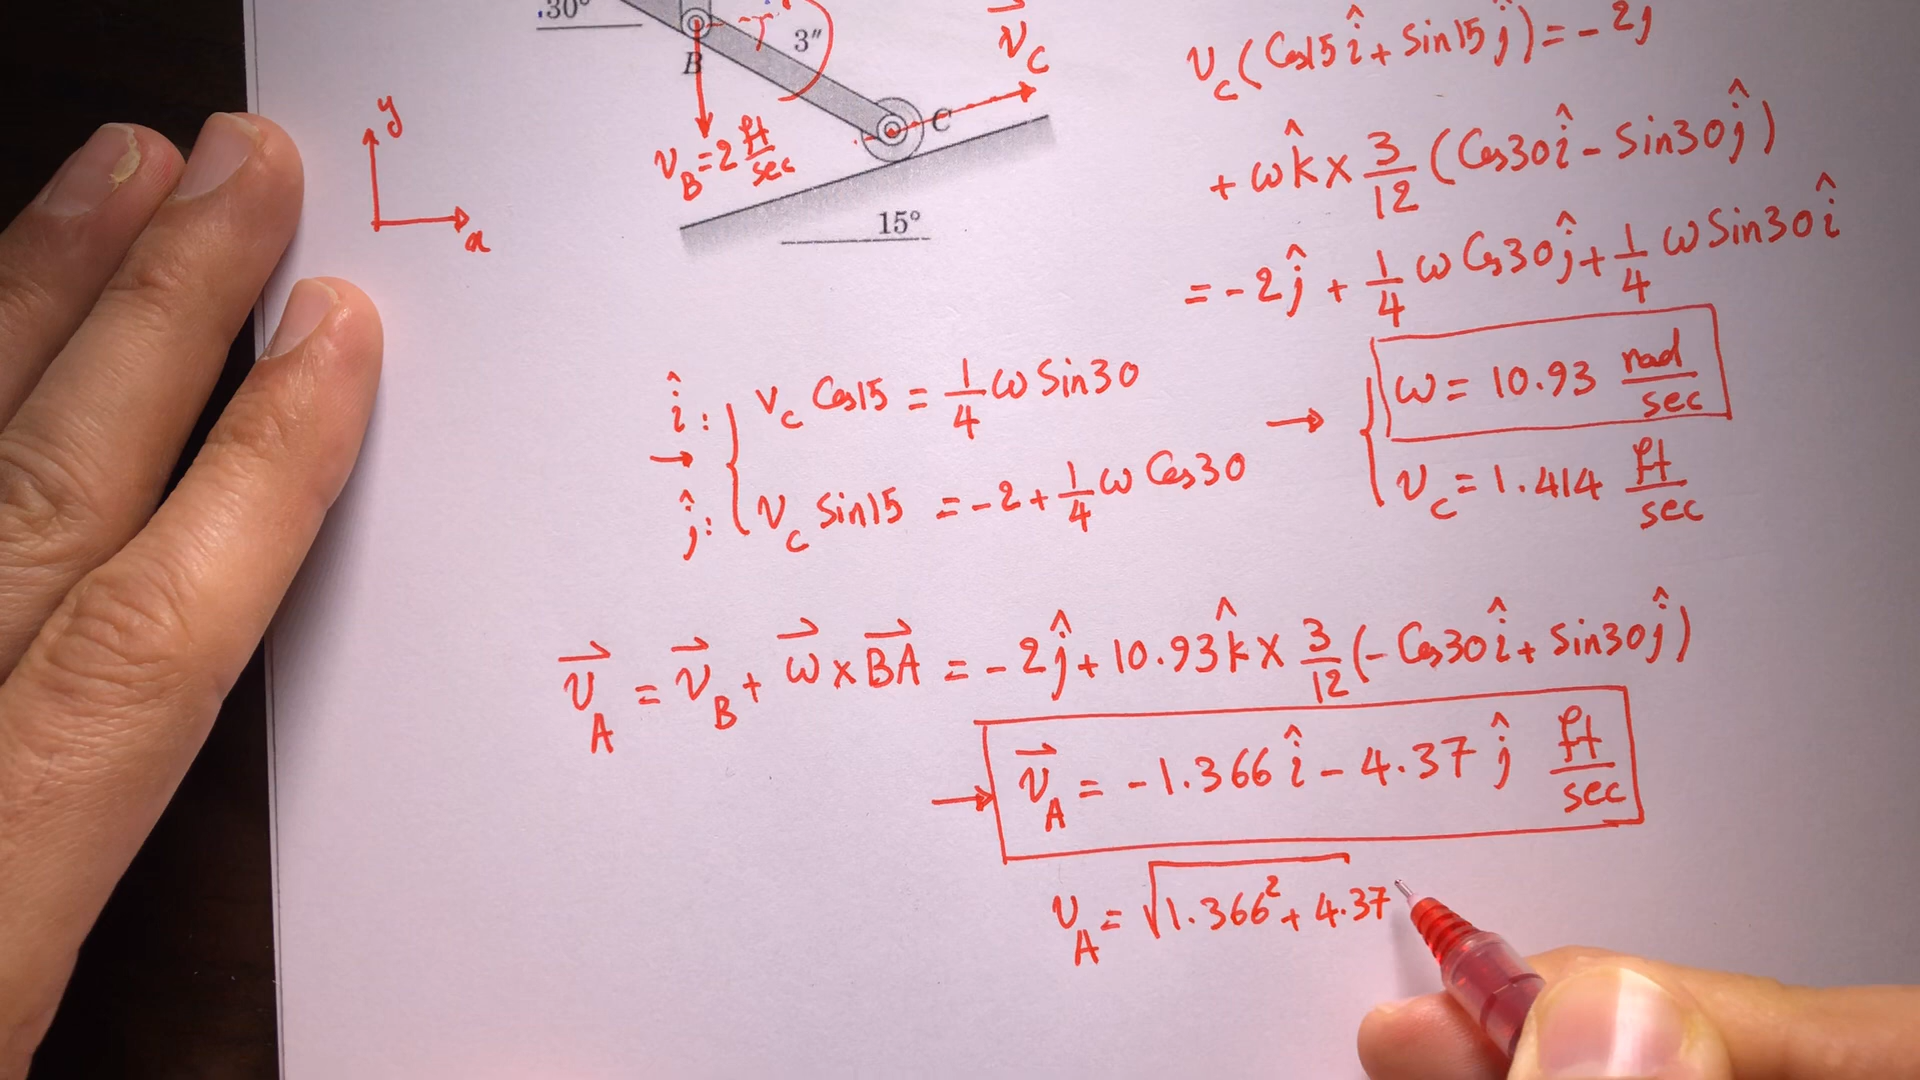 .30°
B
3"
C
v_B = 2 ft/sec
15°
y
x
v⃗_C
v_C (Cos15 î + Sin15 ĵ) = -2ĵ
+ ωk̂ × 3/12 (Cos30 î - Sin30 ĵ)
= -2ĵ + 1/4 ω Cos30 ĵ + 1/4 ω Sin30 î
î: v_C Cos15 = 1/4 ω Sin30
→ ĵ: v_C Sin15 = -2 + 1/4 ω Cos30
→ ω = 10.93 rad/sec
v_C = 1.414 ft/sec
v⃗_A = v⃗_B + ω⃗ × B⃗A = -2ĵ + 10.93k̂ × 3/12 (-Cos30 î + Sin30 ĵ)
→ v⃗_A = -1.366 î - 4.37 ĵ ft/sec
v_A = √1.366² + 4.37